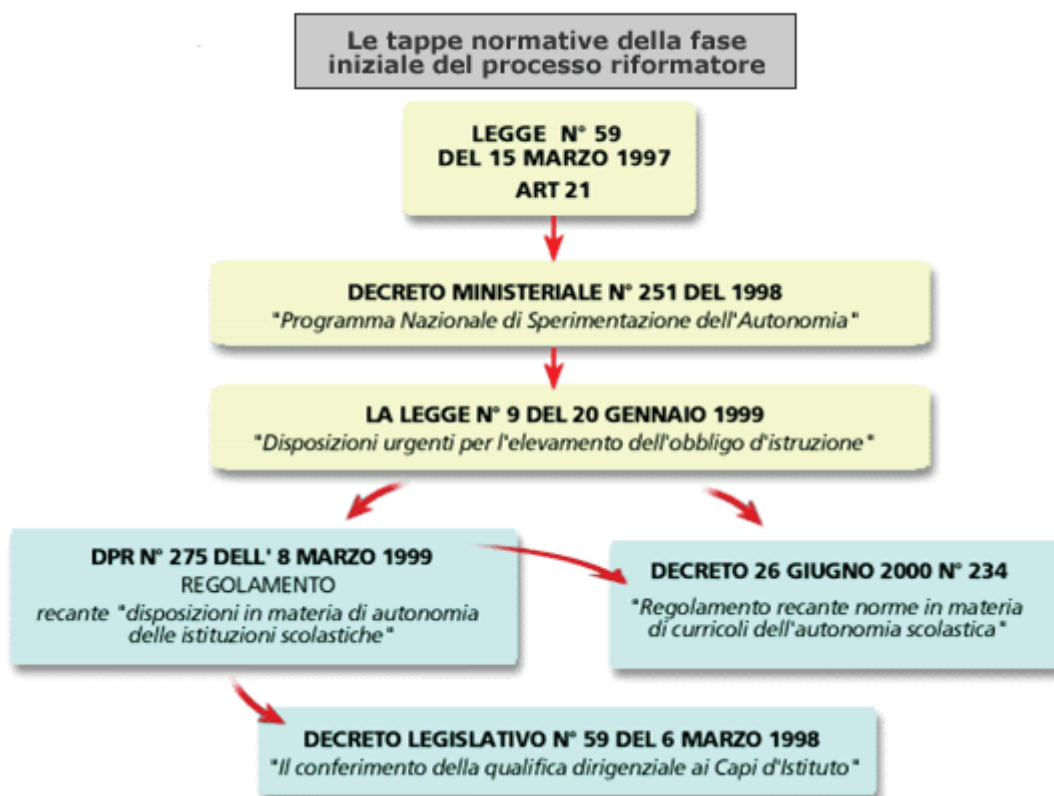 Le tappe normative della fase
iniziale del processo riformatore
LEGGE N° 59
DEL 15 MARZO 1997
ART 21
DECRETO MINISTERIALE N° 251 DEL 1998
"Programma Nazionale di Sperimentazione dell'Autonomia"
LA LEGGE N° 9 DEL 20 GENNAIO 1999
"Disposizioni urgenti per l'elevamento dell'obbligo d'istruzione"
DPR N° 275 DELL' 8 MARZO 1999
REGOLAMENTO
recante "disposizioni in materia di autonomia
delle istituzioni scolastiche"
DECRETO 26 GIUGNO 2000 N° 234
"Regolamento recante norme in materia
di curricoli dell'autonomia scolastica"
DECRETO LEGISLATIVO N° 59 DEL 6 MARZO 1998
"Il conferimento della qualifica dirigenziale ai Capi d'Istituto"